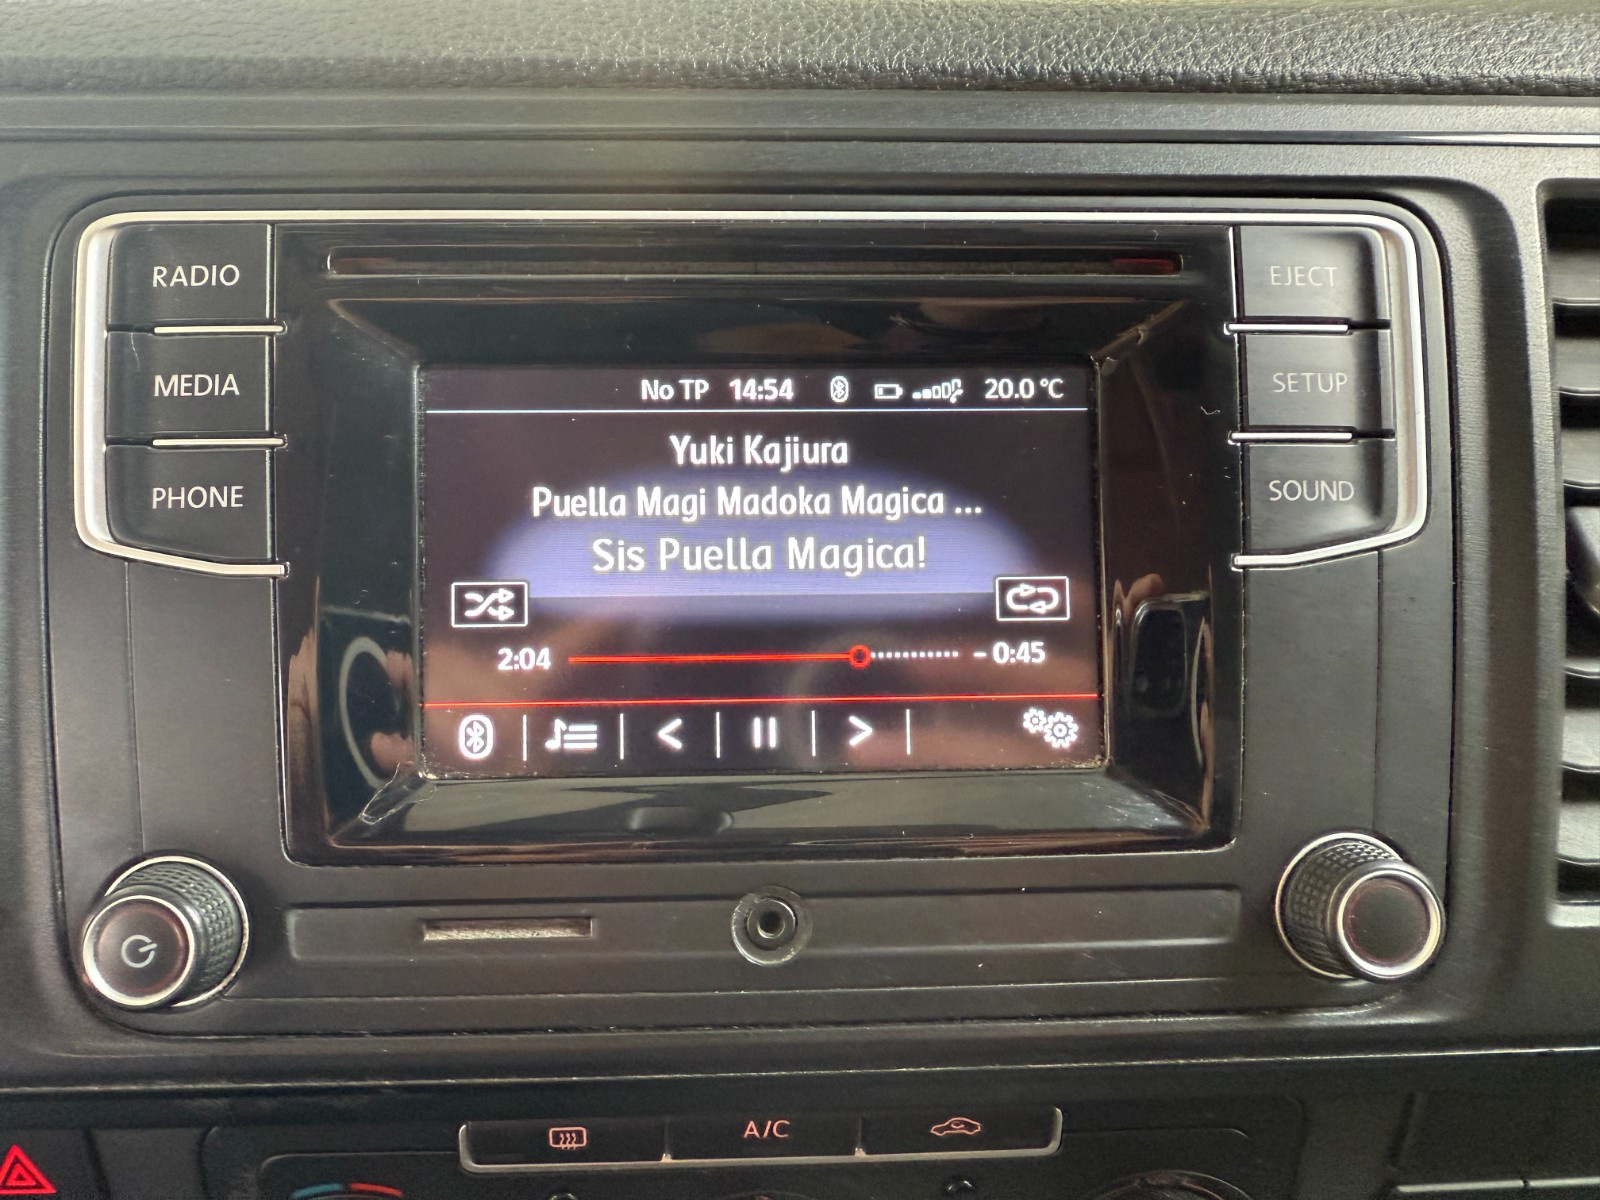 RADIO
MEDIA
PHONE
EJECT
SETUP
SOUND
No TP 14:54 20.0 °C
Yuki Kajiura
Puella Magi Madoka Magica ...
Sis Puella Magica!
2:04 - 0:45
A/C